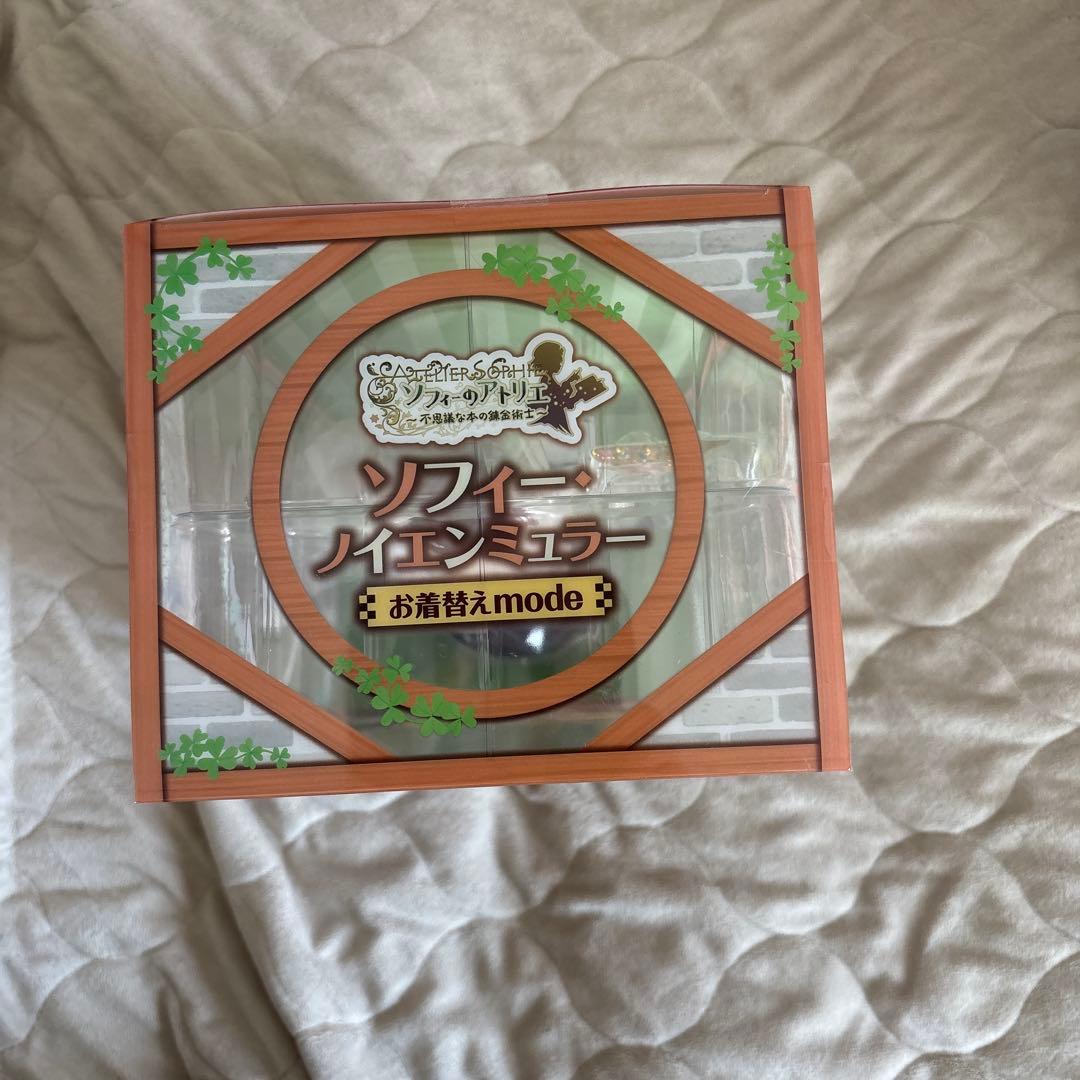 ATELIER SOPHIE
ソフィーのアトリエ
～不思議な本の錬金術士～
ソフィー・
ノイエンミュラー
お着替えmode